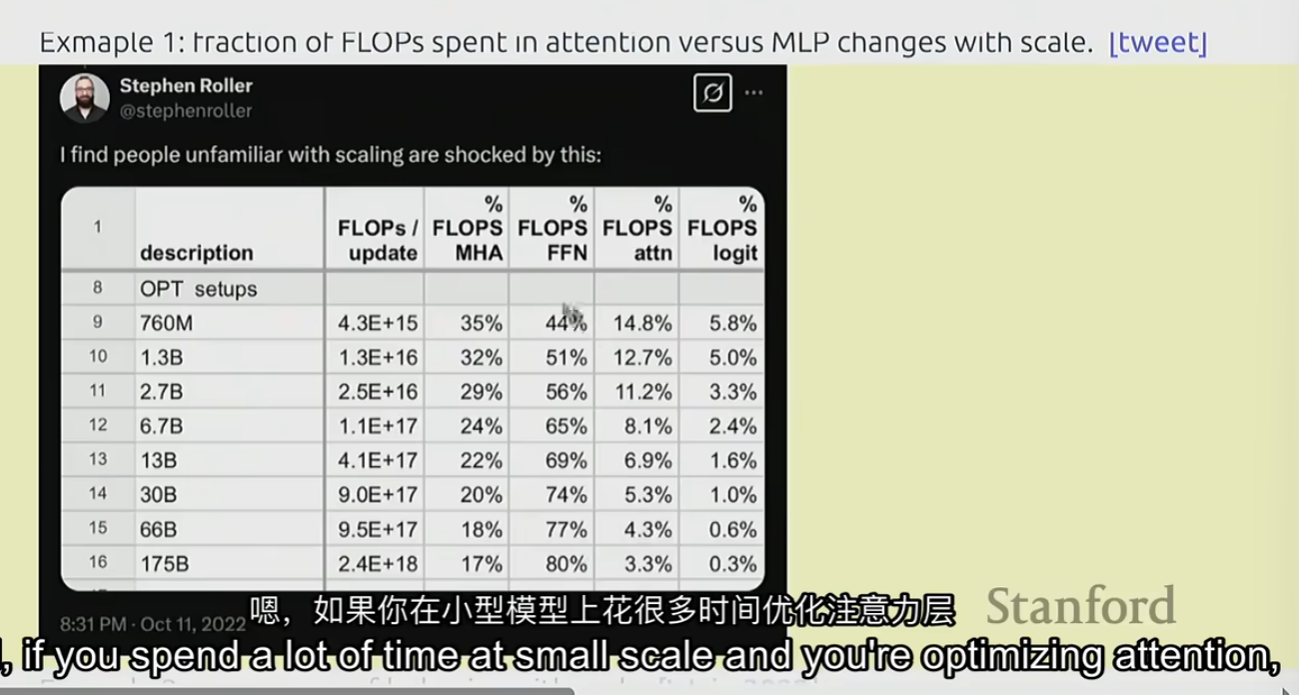 Exmaple 1: fraction of FLOPs spent in attention versus MLP changes with scale. [tweet]
Stephen Roller
@stephenroller
I find people unfamiliar with scaling are shocked by this:
1 description FLOPs / update % FLOPS MHA % FLOPS FFN % FLOPS attn % FLOPS logit
8 OPT setups
9 760M 4.3E+15 35% 44% 14.8% 5.8%
10 1.3B 1.3E+16 32% 51% 12.7% 5.0%
11 2.7B 2.5E+16 29% 56% 11.2% 3.3%
12 6.7B 1.1E+17 24% 65% 8.1% 2.4%
13 13B 4.1E+17 22% 69% 6.9% 1.6%
14 30B 9.0E+17 20% 74% 5.3% 1.0%
15 66B 9.5E+17 18% 77% 4.3% 0.6%
16 175B 2.4E+18 17% 80% 3.3% 0.3%
8:31 PM · Oct 11, 2022
嗯，如果你在小型模型上花很多时间优化注意力层
Stanford
, if you spend a lot of time at small scale and you're optimizing attention,